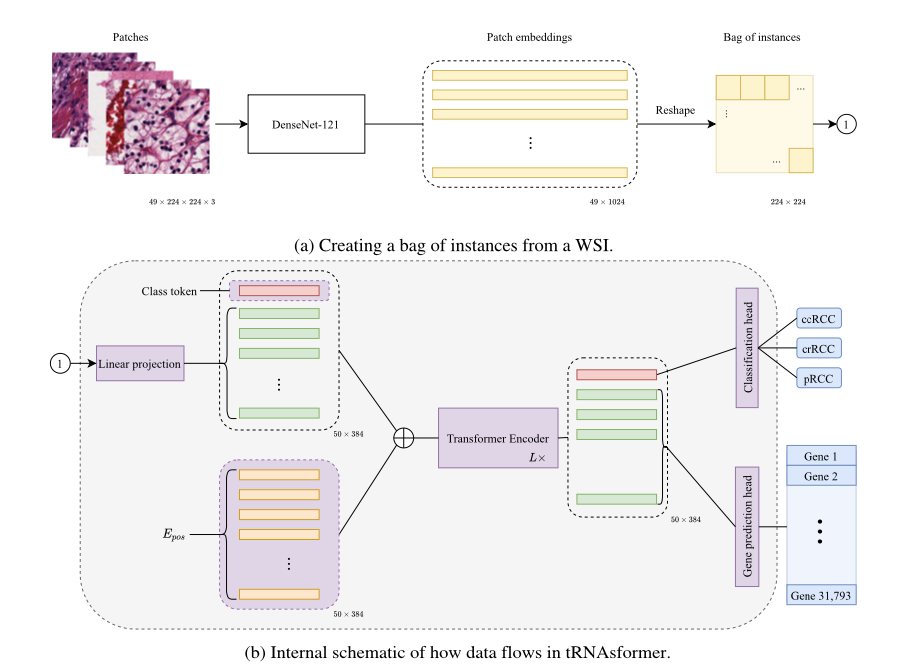 Patches
Patch embeddings
Bag of instances
DenseNet-121
Reshape
...
⋮
⋮
...
1
49 × 224 × 224 × 3
49 × 1024
224 × 224
(a) Creating a bag of instances from a WSI.
Class token
1
Linear projection
⋮
50 × 384
E_pos
⋮
50 × 384
Transformer Encoder
L×
50 × 384
Classification head
ccRCC
crRCC
pRCC
Gene prediction head
Gene 1
Gene 2
⋮
Gene 31,793
(b) Internal schematic of how data flows in tRNAsformer.